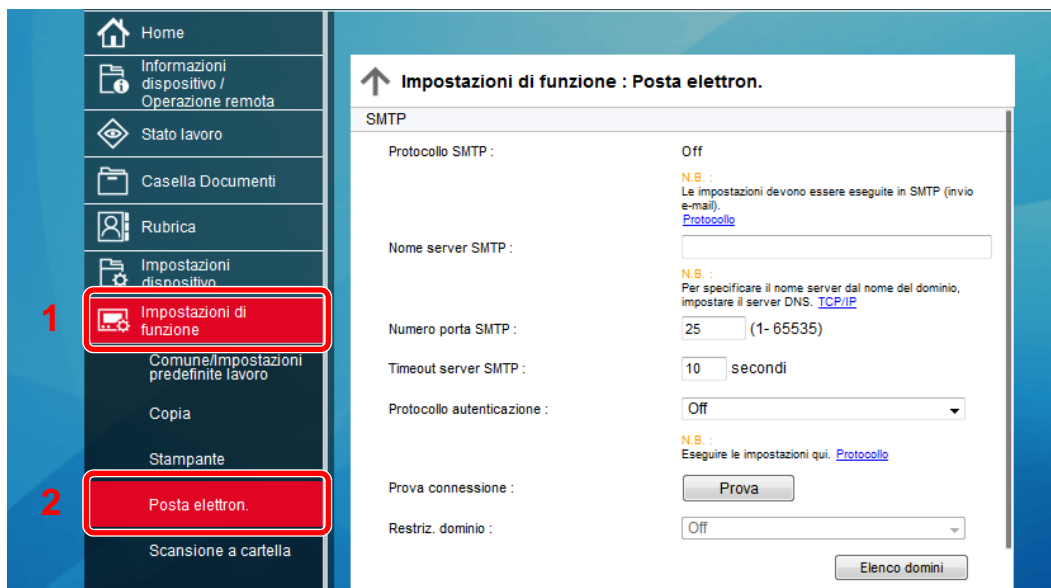 Home
Informazioni
dispositivo /
Operazione remota
Stato lavoro
Casella Documenti
Rubrica
Impostazioni
dispositivo
1
Impostazioni di
funzione
Comune/Impostazioni
predefinite lavoro
Copia
Stampante
2
Posta elettron.
Scansione a cartella
Impostazioni di funzione : Posta elettron.
SMTP
Protocollo SMTP :
Off
N.B. :
Le impostazioni devono essere eseguite in SMTP (invio
e-mail).
Protocollo
Nome server SMTP :
N.B. :
Per specificare il nome server dal nome del dominio,
impostare il server DNS. TCP/IP
Numero porta SMTP :
25 (1- 65535)
Timeout server SMTP :
10 secondi
Protocollo autenticazione :
Off
N.B. :
Eseguire le impostazioni qui. Protocollo
Prova connessione :
Prova
Restriz. dominio :
Off
Elenco domini